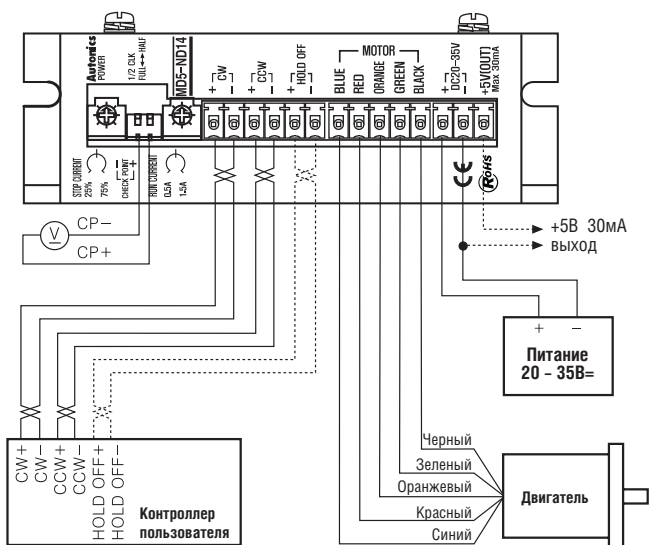 Autonics
POWER
1/2 CLK
FULL↔HALF
MD5-ND14
+ CW −
+ CCW −
+ HOLD OFF −
MOTOR
BLUE
RED
ORANGE
GREEN
BLACK
+ DC20-35V −
+5V(OUT)
Max 30mA
STOP CURRENT
25%
75%
− CHECK POINT +
RUN CURRENT
0.5A
1.5A
CE
RoHS
V
CP−
CP+
+5В 30мА
выход
+ −
Питание
20 - 35В=
CW+
CW−
CCW+
CCW−
HOLD OFF+
HOLD OFF−
Контроллер
пользователя
Черный
Зеленый
Оранжевый
Красный
Синий
Двигатель